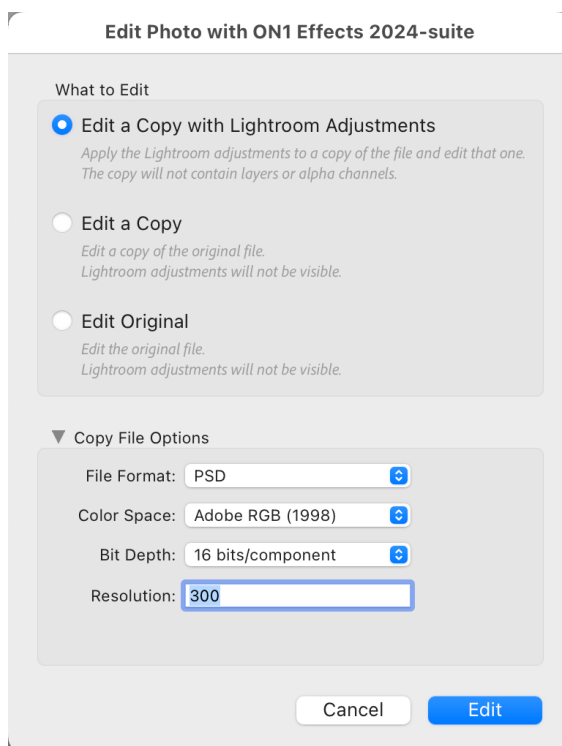 Edit Photo with ON1 Effects 2024-suite
What to Edit
Edit a Copy with Lightroom Adjustments
Apply the Lightroom adjustments to a copy of the file and edit that one.
The copy will not contain layers or alpha channels.
Edit a Copy
Edit a copy of the original file.
Lightroom adjustments will not be visible.
Edit Original
Edit the original file.
Lightroom adjustments will not be visible.
Copy File Options
File Format: PSD
Color Space: Adobe RGB (1998)
Bit Depth: 16 bits/component
Resolution: 300
Cancel Edit